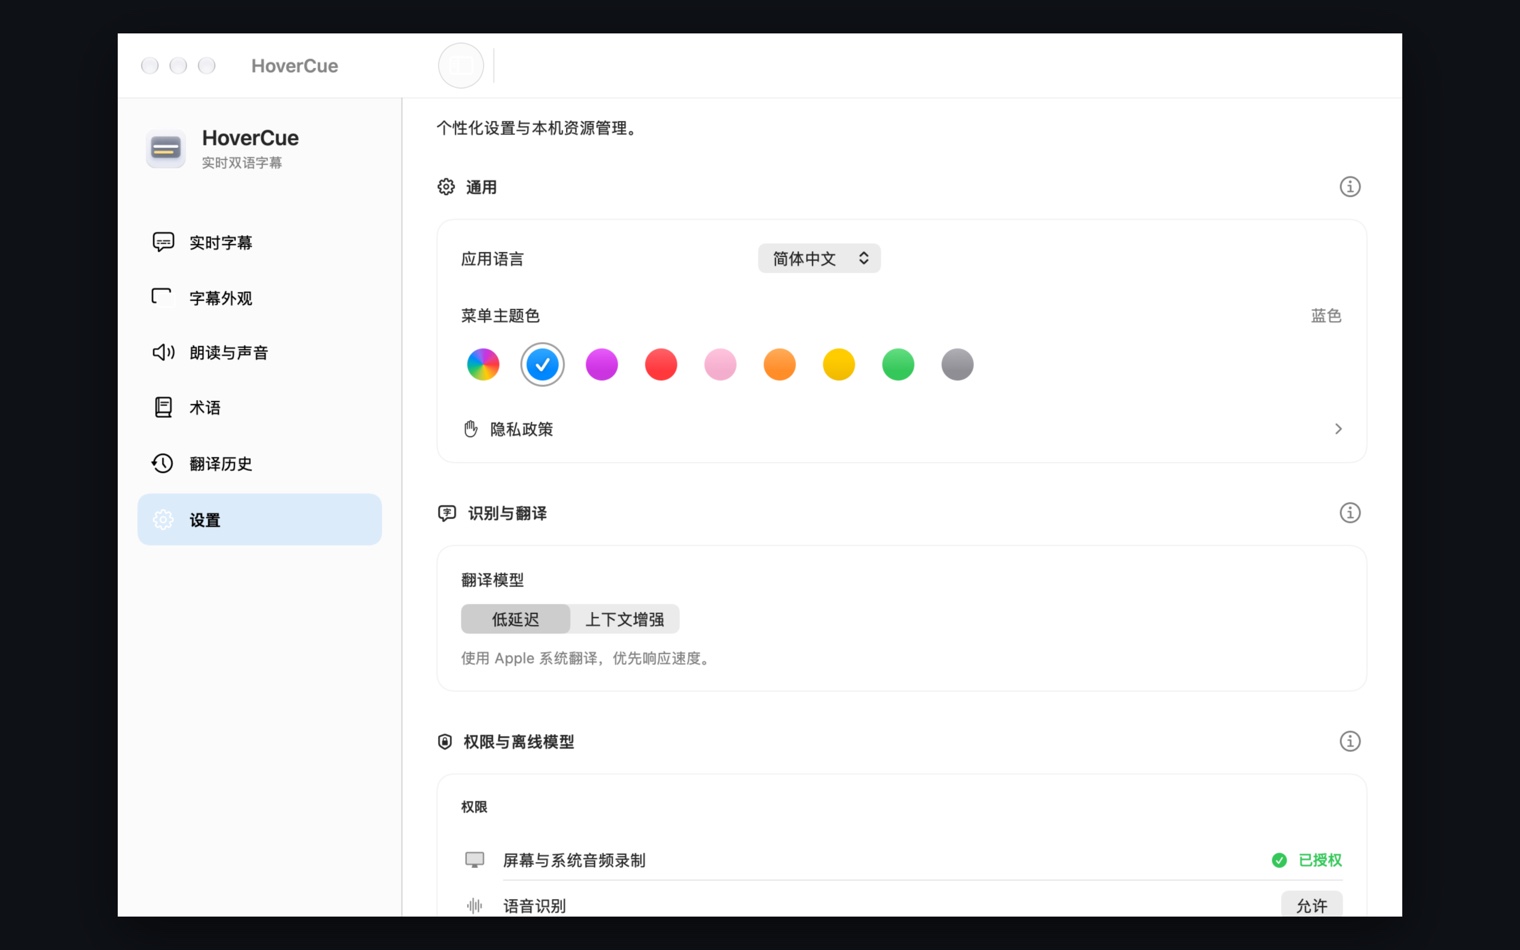 HoverCue
HoverCue
实时双语字幕
实时字幕
字幕外观
朗读与声音
术语
翻译历史
设置
个性化设置与本机资源管理。
通用
应用语言
简体中文
菜单主题色
蓝色
隐私政策
识别与翻译
翻译模型
低延迟
上下文增强
使用 Apple 系统翻译，优先响应速度。
权限与离线模型
权限
屏幕与系统音频录制
已授权
语音识别
允许